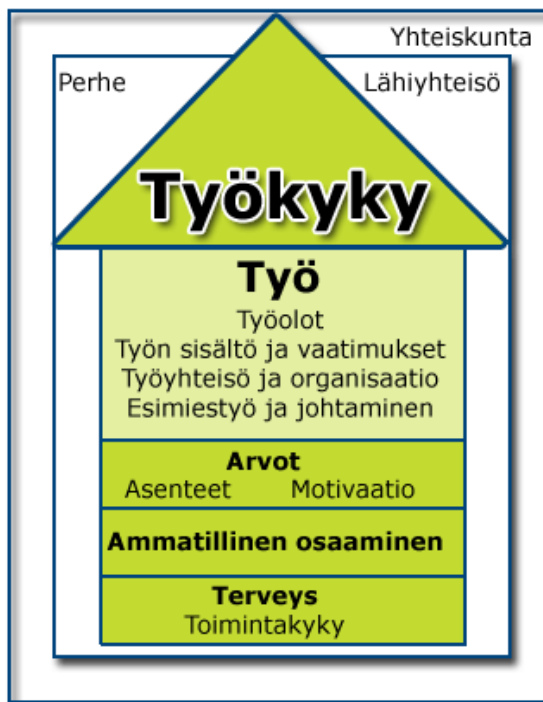 Yhteiskunta
Perhe
Lähiyhteisö
Työkyky
Työ
Työolot
Työn sisältö ja vaatimukset
Työyhteisö ja organisaatio
Esimiestyö ja johtaminen
Arvot
Asenteet Motivaatio
Ammatillinen osaaminen
Terveys
Toimintakyky